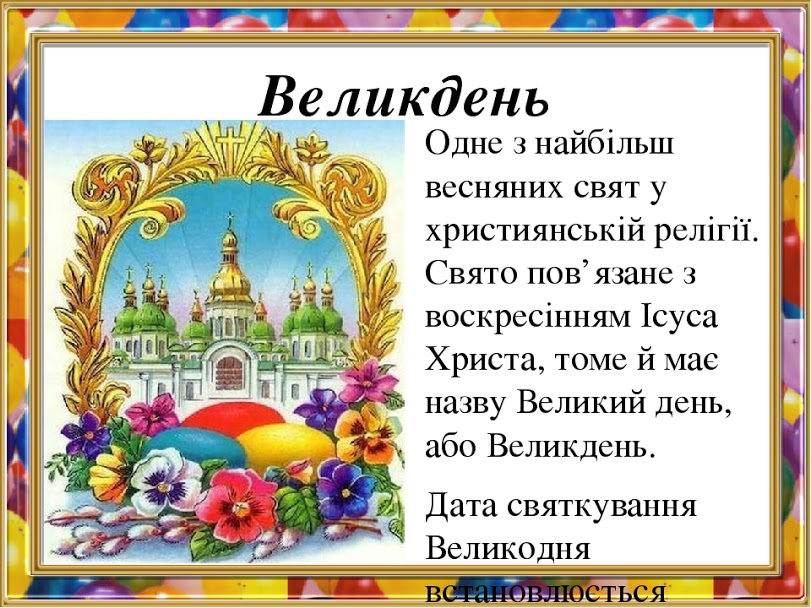 Великдень
Одне з найбільш
весняних свят у
християнській релігії.
Свято пов’язане з
воскресінням Ісуса
Христа, томе й має
назву Великий день,
або Великдень.
Дата святкування
Великодня
встановлюється